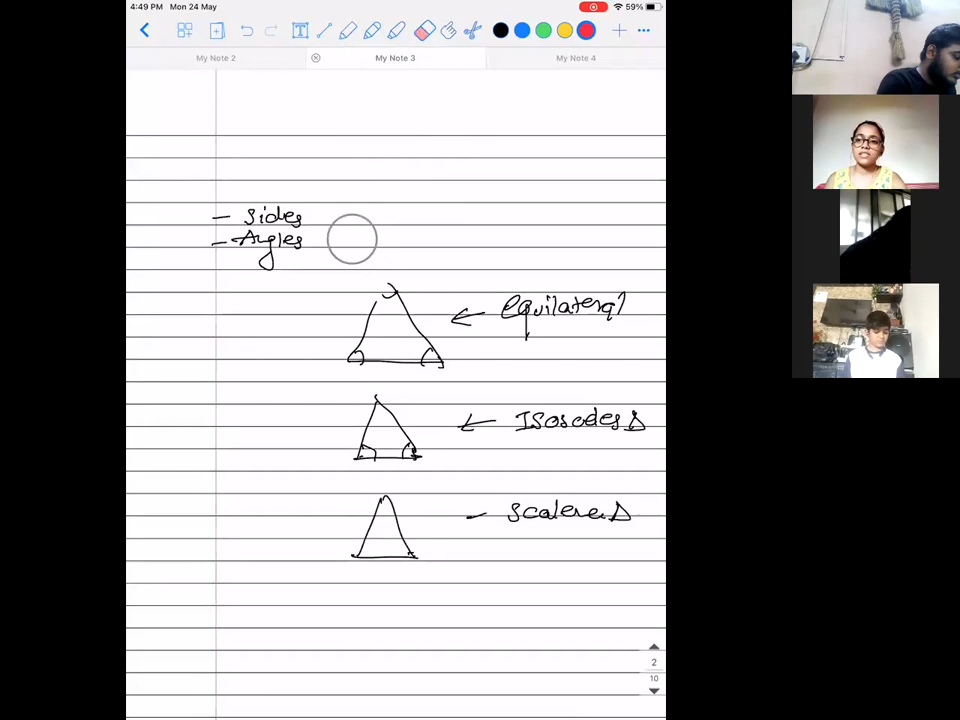 4:49 PM Mon 24 May
59%
My Note 2
My Note 3
My Note 4
- sides
- Angles
← equilateral
← Isosceles Δ
- scalene Δ
2
10